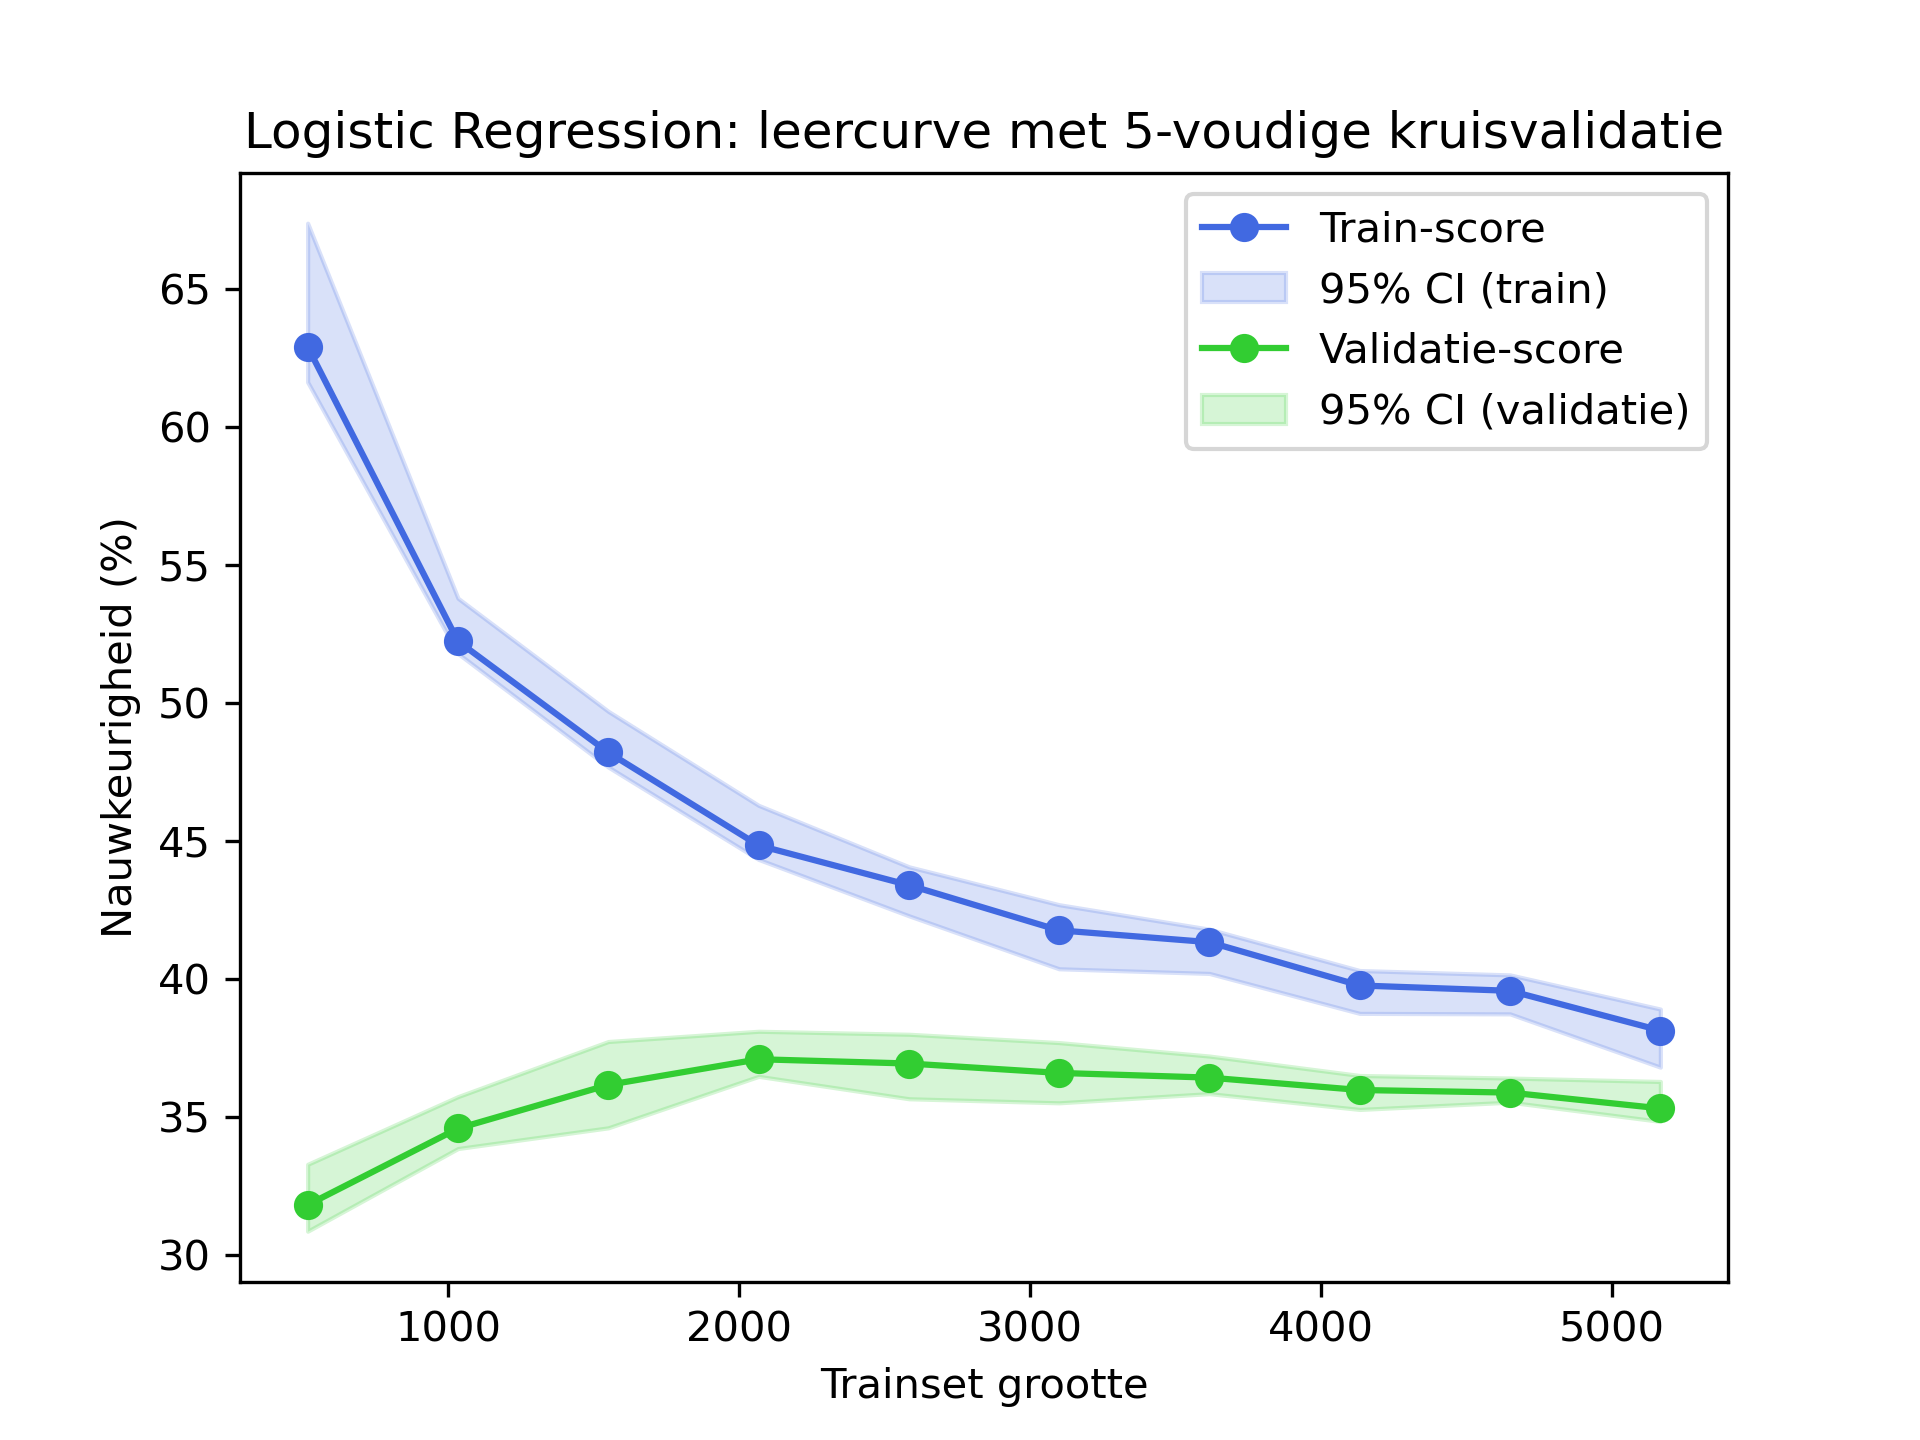 Logistic Regression: leercurve met 5-voudige kruisvalidatie
Train-score
95% CI (train)
Validatie-score
95% CI (validatie)
Nauwkeurigheid (%)
65
60
55
50
45
40
35
30
1000 2000 3000 4000 5000
Trainset grootte